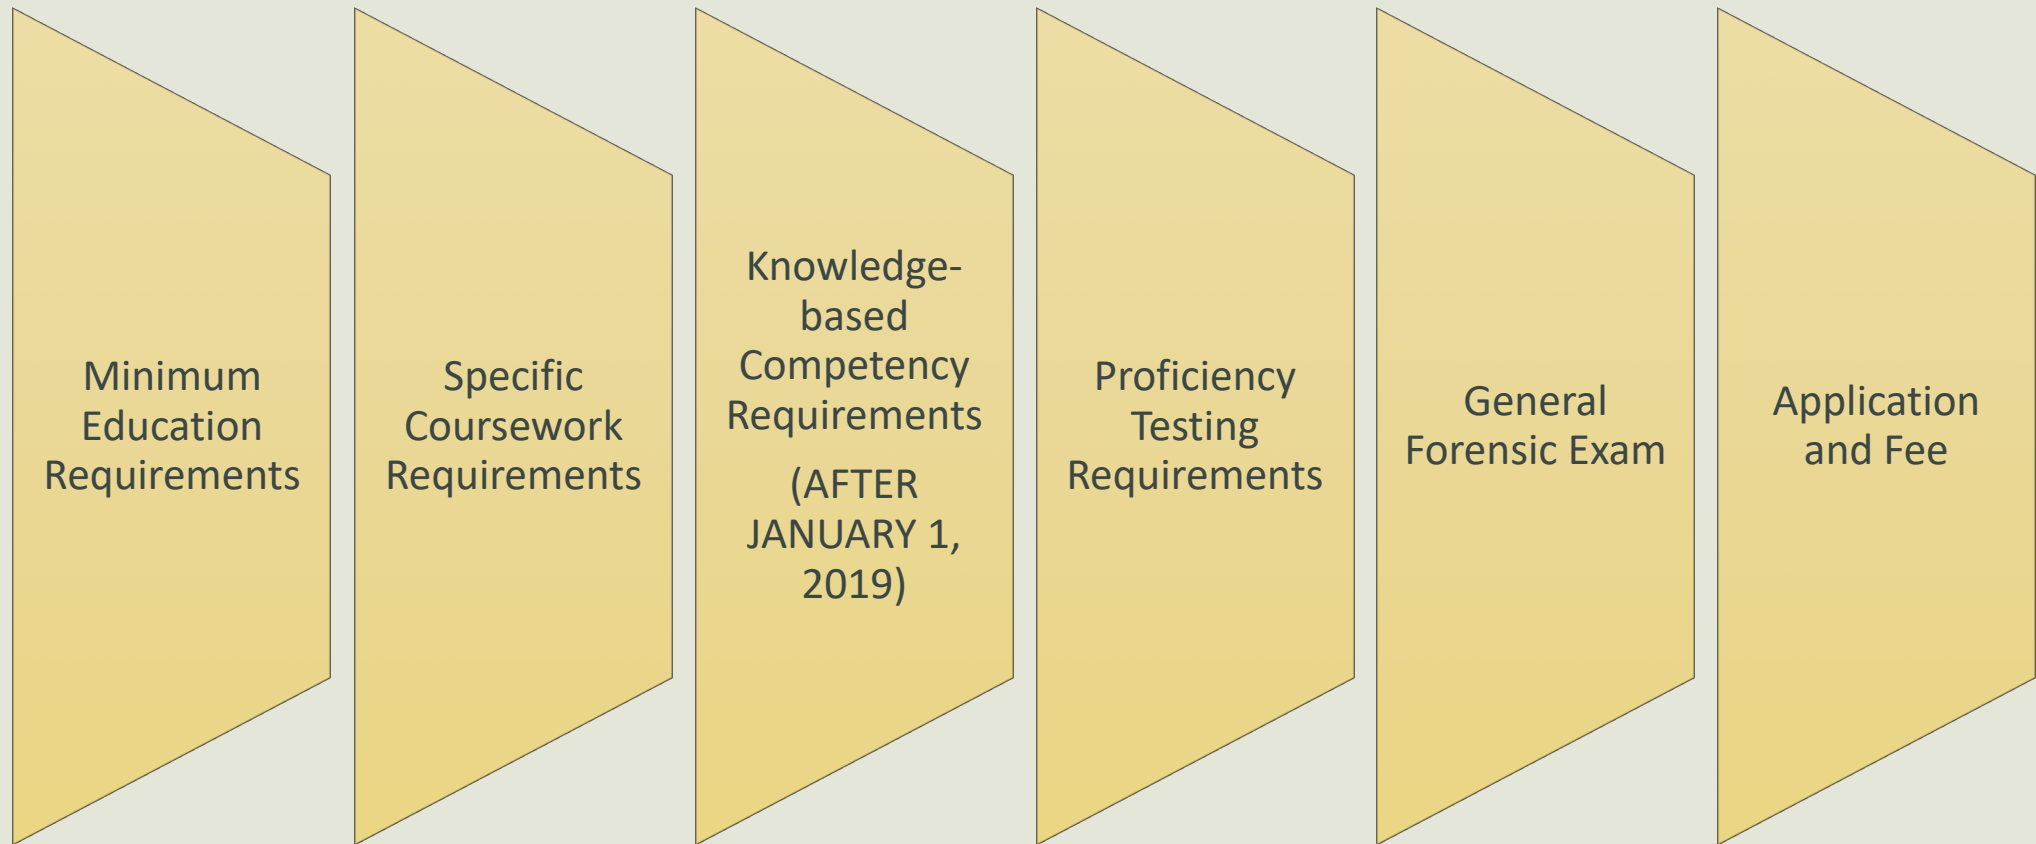 Minimum
Education
Requirements
Specific
Coursework
Requirements
Knowledge-
based
Competency
Requirements
(AFTER
JANUARY 1,
2019)
Proficiency
Testing
Requirements
General
Forensic Exam
Application
and Fee